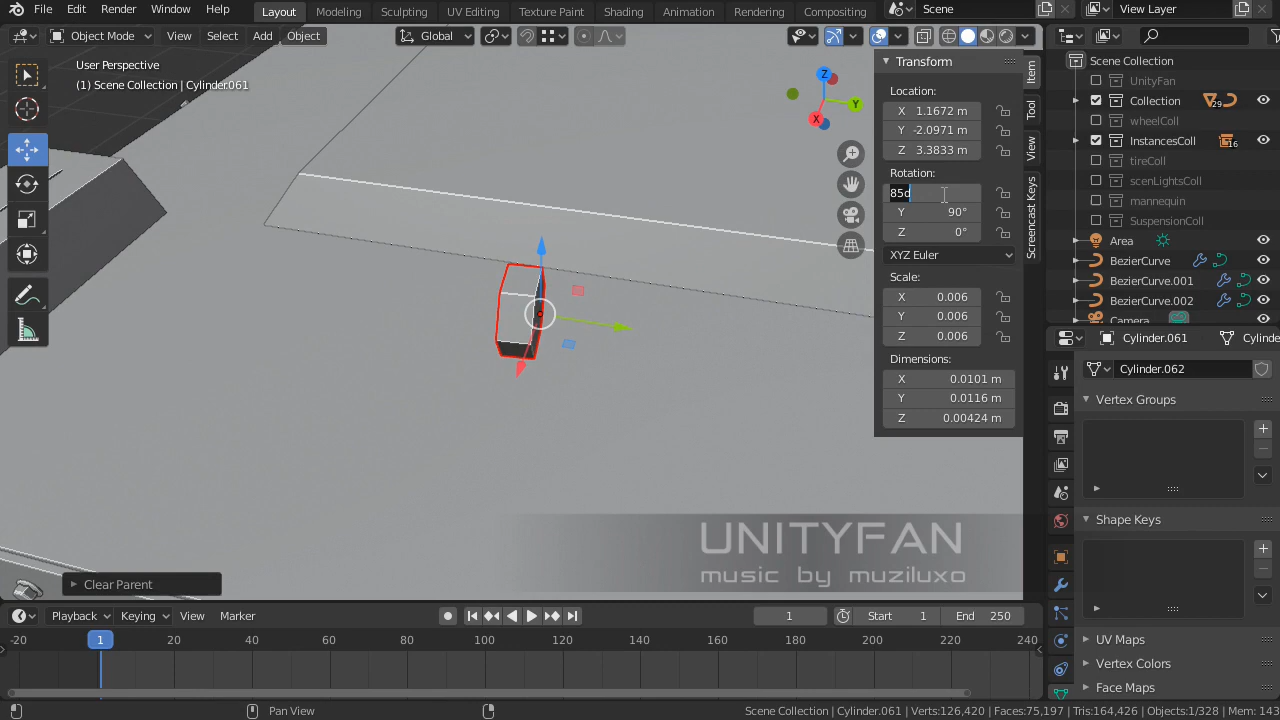 File Edit Render Window Help
Layout Modeling Sculpting UV Editing Texture Paint Shading Animation Rendering Compositing
Scene
View Layer
Object Mode View Select Add Object
Global
User Perspective
(1) Scene Collection | Cylinder.061
Z
Y
X
Transform
Location:
X 1.1672 m
Y -2.0971 m
Z 3.3833 m
Rotation:
85d
Y 90°
Z 0°
XYZ Euler
Scale:
X 0.006
Y 0.006
Z 0.006
Dimensions:
X 0.0101 m
Y 0.0116 m
Z 0.00424 m
Item
Tool
View
Screencast Keys
Scene Collection
UnityFan
Collection 29
wheelColl
InstancesColl 16
tireColl
scenLightsColl
mannequin
SuspensionColl
Area
BezierCurve
BezierCurve.001
BezierCurve.002
Camera
Cylinder.061
Cylinder.062
Vertex Groups
Shape Keys
UV Maps
Vertex Colors
Face Maps
UNITYFAN
music by muziluxo
Clear Parent
Playback Keying View Marker
1
Start 1
End 250
-20 1 20 40 60 80 100 120 140 160 180 200 220 240
Pan View
Scene Collection | Cylinder.061 | Verts:126,420 | Faces:75,197 | Tris:164,426 | Objects:1/328 | Mem: 143